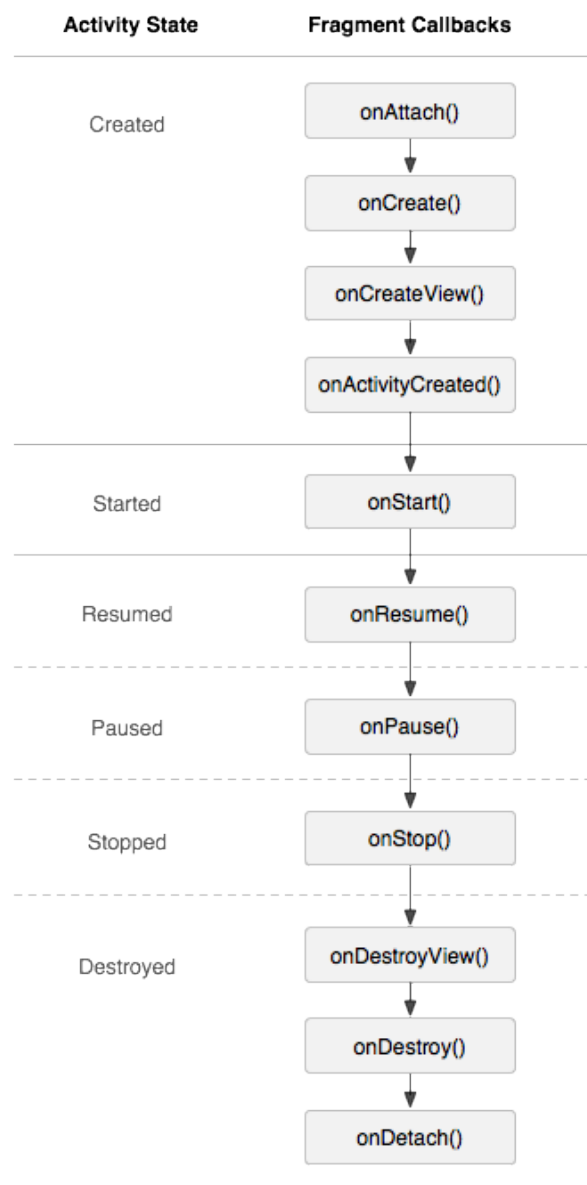 Activity State Fragment Callbacks
Created
onAttach()
onCreate()
onCreateView()
onActivityCreated()
Started onStart()
Resumed onResume()
Paused onPause()
Stopped onStop()
Destroyed
onDestroyView()
onDestroy()
onDetach()